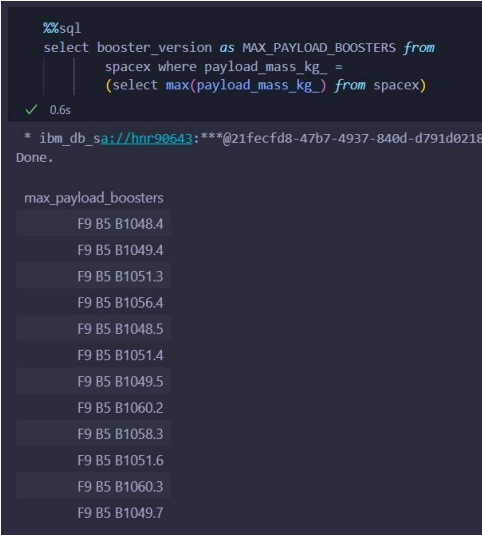 %%sql
select booster_version as MAX_PAYLOAD_BOOSTERS from
spacex where payload_mass_kg_ =
(select max(payload_mass_kg_) from spacex)
✓ 0.6s
* ibm_db_sa://hnr90643:***@21fecfd8-47b7-4937-840d-d791d0218
Done.
max_payload_boosters
F9 B5 B1048.4
F9 B5 B1049.4
F9 B5 B1051.3
F9 B5 B1056.4
F9 B5 B1048.5
F9 B5 B1051.4
F9 B5 B1049.5
F9 B5 B1060.2
F9 B5 B1058.3
F9 B5 B1051.6
F9 B5 B1060.3
F9 B5 B1049.7